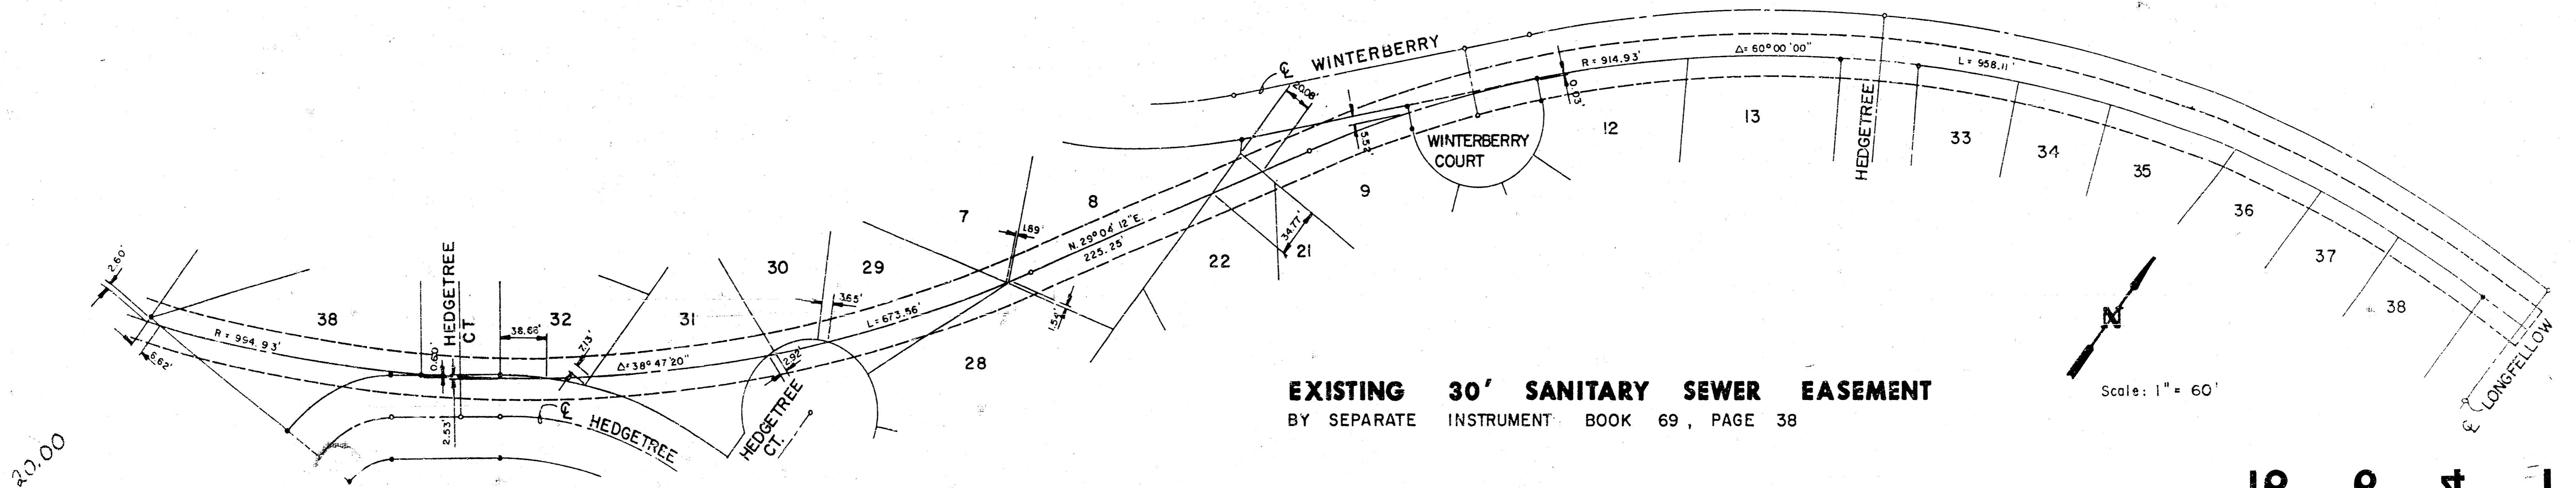 WINTERBERRY
℄
20.08'
R = 914.93'
Δ= 60°00'00"
L = 958.11'
0.03'
5.52'
WINTERBERRY
COURT
HEDGETREE
12
13
33
34
35
36
37
38
9
8
7
1.89'
N. 29°04'12"E.
225.25'
34.77'
22
21
1.54'
2.60'
6.62'
R = 994.93'
38
HEDGETREE
CT.
0.60'
2.53'
38.68'
32
7.13'
31
30
29
3.65'
L = 673.56'
Δ= 38°47'20"
2.92'
28
HEDGETREE
CT.
℄ HEDGETREE
EXISTING 30' SANITARY SEWER EASEMENT
BY SEPARATE INSTRUMENT BOOK 69, PAGE 38
N
Scale: 1" = 60'
℄ LONGFELLOW
20.00